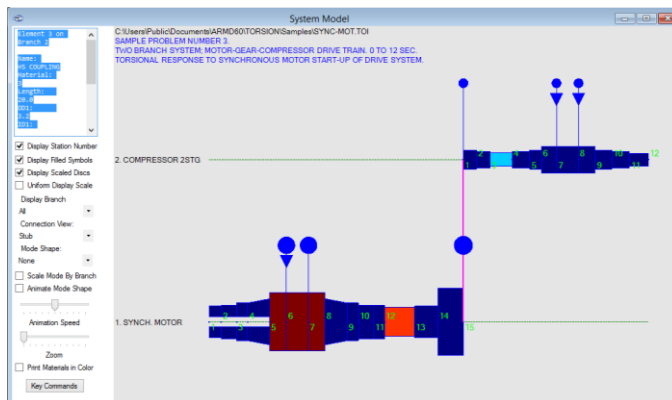 System Model
Element 3 on
Branch 2
Name:
HS COUPLING
Material:
Length:
20.0
OD1:
3.2
ID1:
Display Station Number
Display Filled Symbols
Display Scaled Discs
Uniform Display Scale
Display Branch:
All
Connection View:
Stub
Mode Shape:
None
Scale Mode By Branch
Animate Mode Shape
Animation Speed
Zoom
Print Materials in Color
Key Commands
C:\Users\Public\Documents\ARMD60\TORSION\Samples\SYNC-MOT.TOI
SAMPLE PROBLEM NUMBER 3.
TWO BRANCH SYSTEM; MOTOR-GEAR-COMPRESSOR DRIVE TRAIN. 0 TO 12 SEC.
TORSIONAL RESPONSE TO SYNCHRONOUS MOTOR START-UP OF DRIVE SYSTEM.
2. COMPRESSOR 2STG
2 4 6 8 10 12
1 5 7 9 11
1. SYNCH. MOTOR
2 4 6 8 10 12 14
1 3 5 7 9 11 13 15